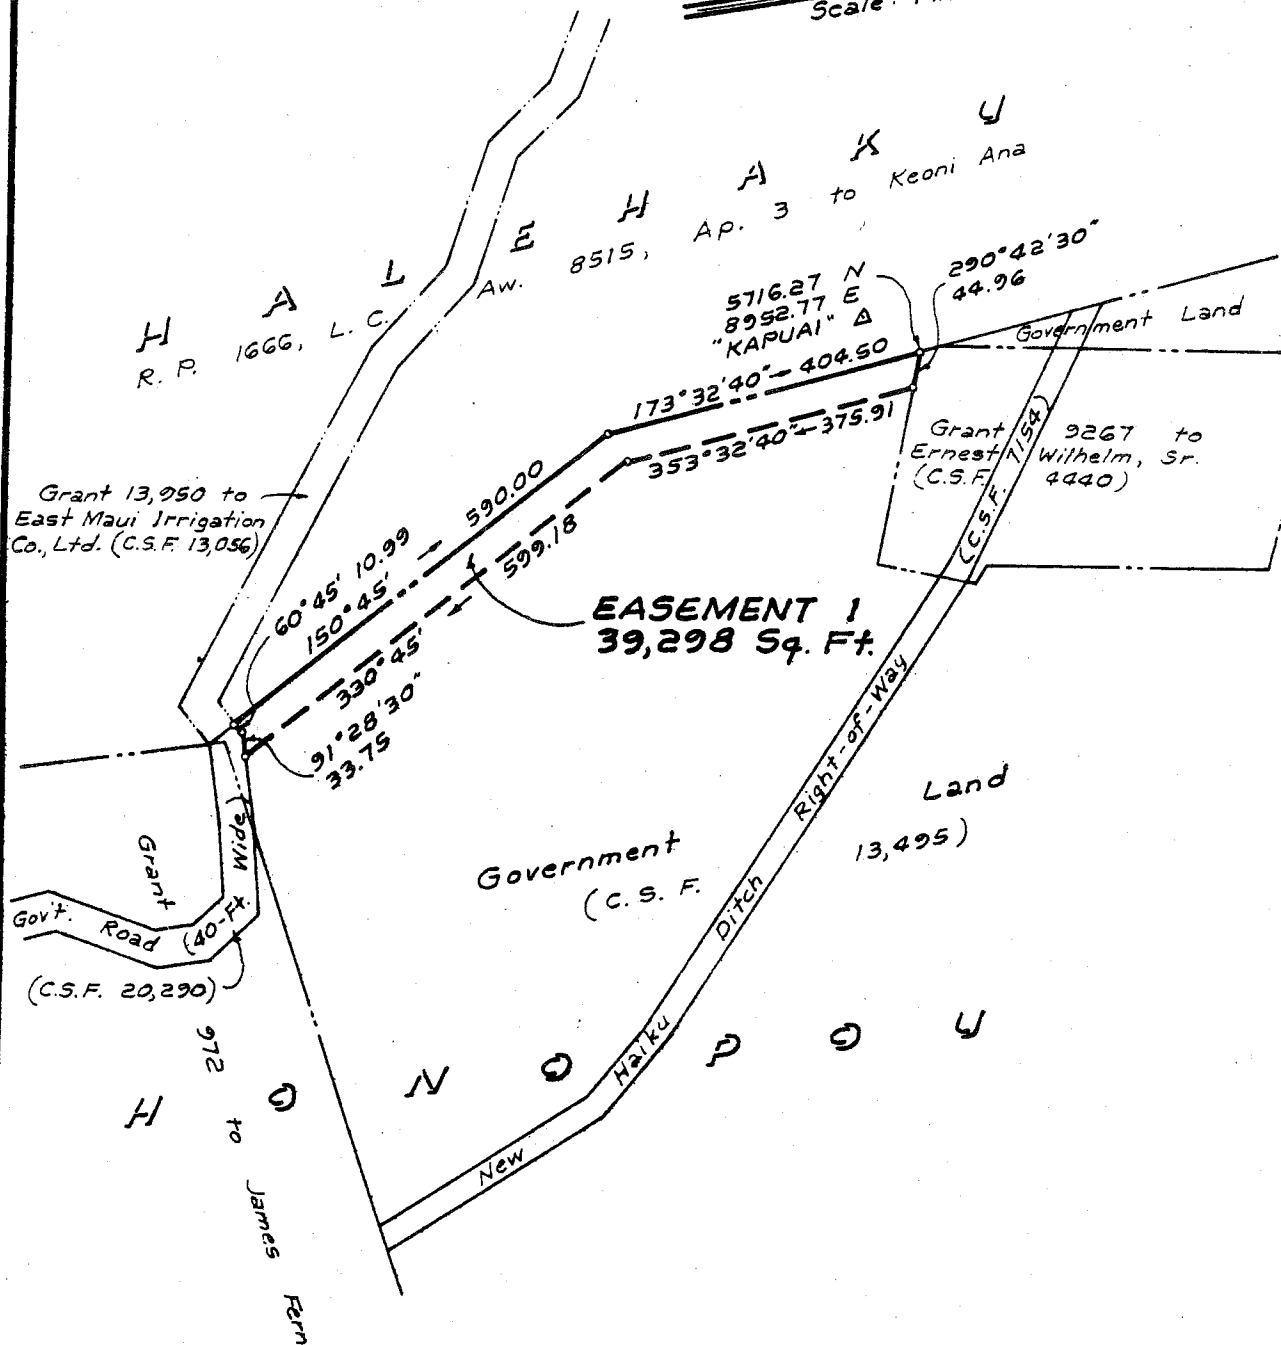 Scale:
H A L E H A K U
R. P. 1666, L. C. Aw. 8515, Ap. 3 to Keoni Ana
5716.27 N
8952.77 E
"KAPUAI" △
290°42'30"
44.96
Government Land
173°32'40" 404.50
353°32'40" 375.91
Grant 9267 to
Ernest Wilhelm, Sr.
(C.S.F. 4440)
(C.S.F. 7154)
Grant 13,950 to
East Maui Irrigation
Co., Ltd. (C.S.F. 13,056)
60°45' 10.99
150°45' 590.00
330°45' 599.18
91°28'30"
33.75
EASEMENT 1
39,298 Sq. Ft.
Government Land
(C. S. F. 13,495)
New Haiku Ditch Right-of-Way
Gov't. Road (40-Ft. Wide)
(C.S.F. 20,290)
Grant 972 to James Fern
H O N O P O U